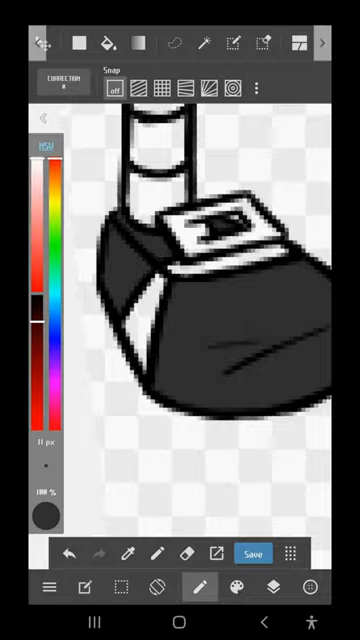 CORRECTION
Snap
off
HSV
11 px
100 %
Save